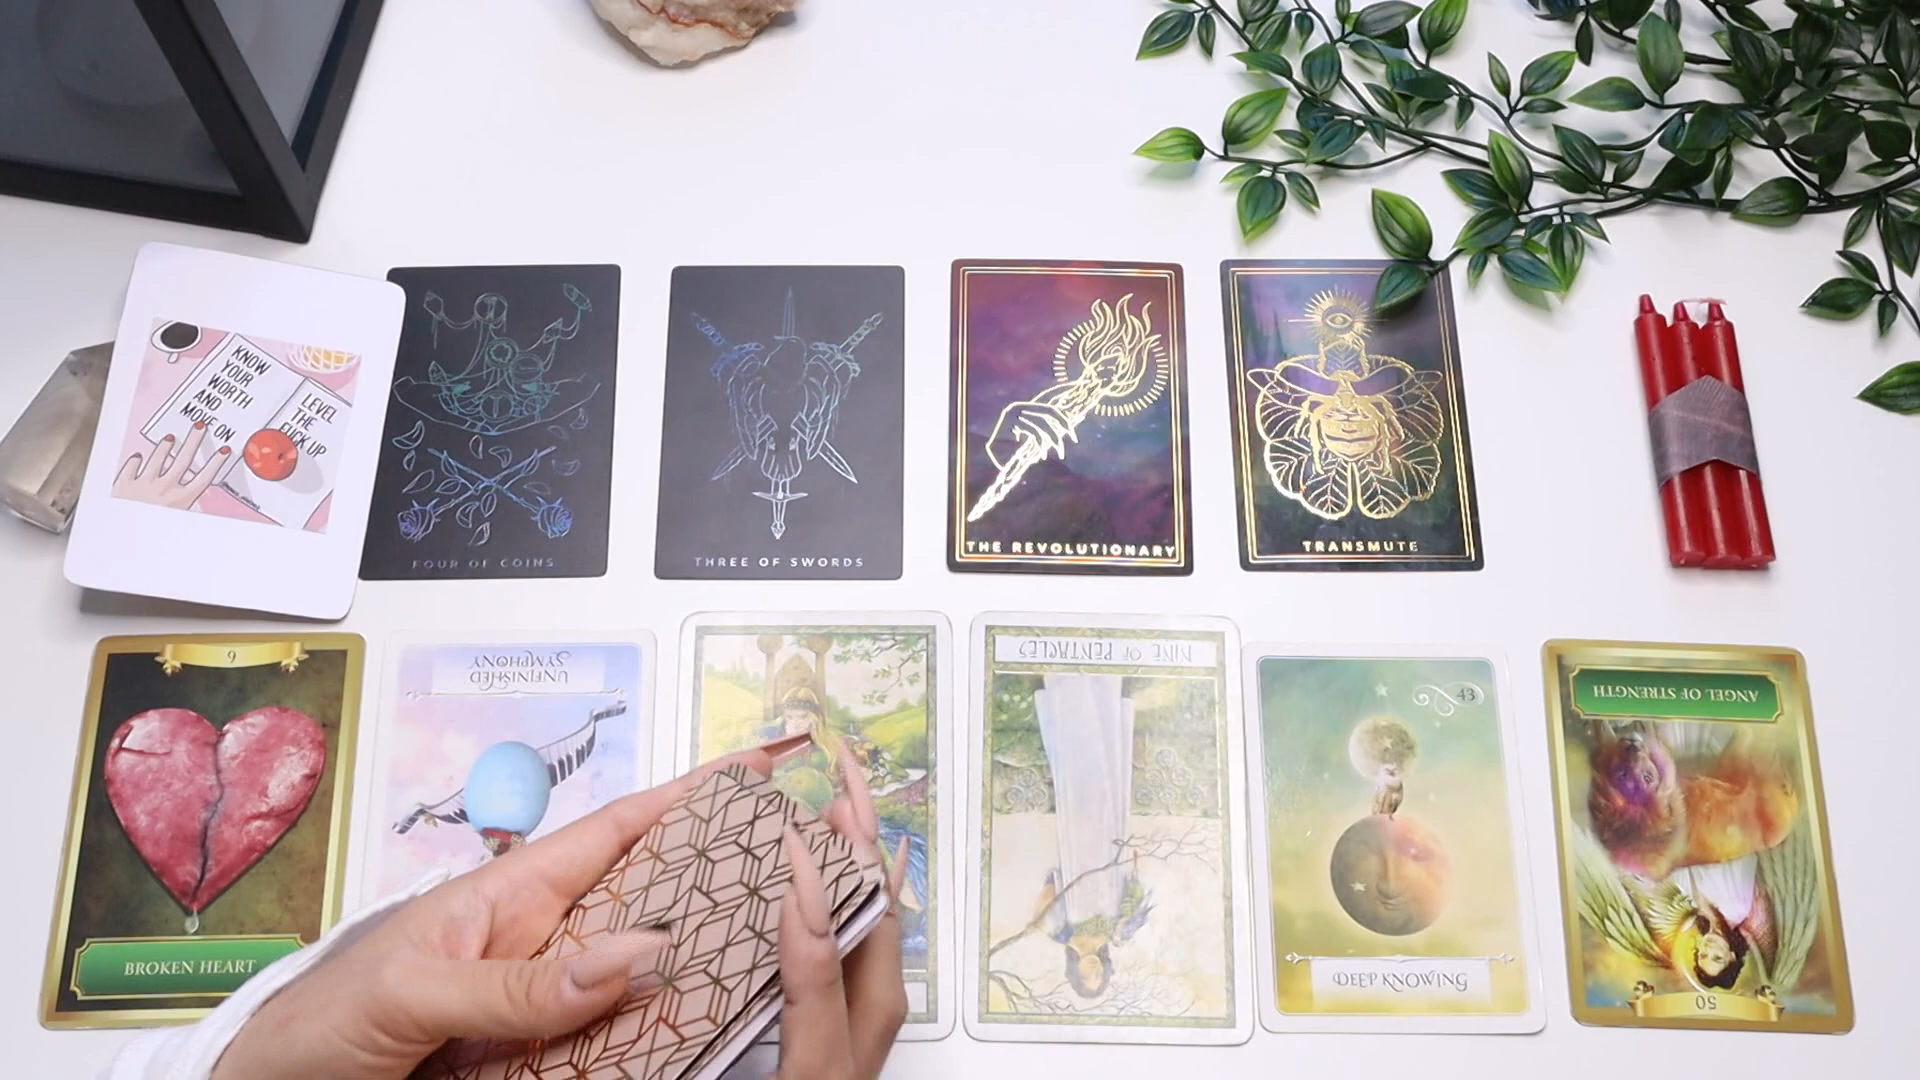 KNOW
YOUR
WORTH
AND
MOVE ON
LEVEL
THE
FUCK UP
FOUR OF COINS
THREE OF SWORDS
THE REVOLUTIONARY
TRANSMUTE
6
BROKEN HEART
UNFINISHED
SYMPHONY
NINE OF PENTACLES
43
DEEP KNOWING
ANGEL OF STRENGTH
50